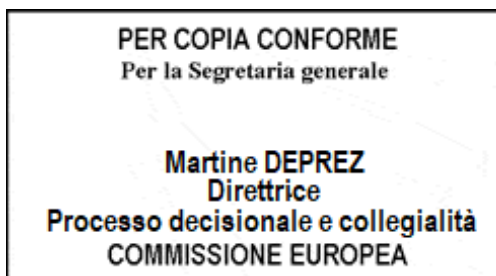 PER COPIA CONFORME
Per la Segretaria generale
Martine DEPREZ
Direttrice
Processo decisionale e collegialità
COMMISSIONE EUROPEA